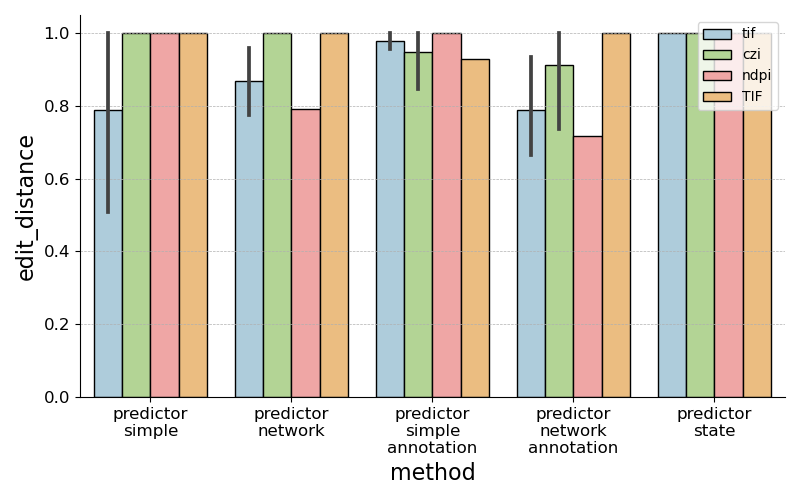 1.0
0.8
0.6
0.4
0.2
0.0
edit_distance
tif
czi
ndpi
TIF
predictor
simple
predictor
network
predictor
simple
annotation
predictor
network
annotation
predictor
state
method